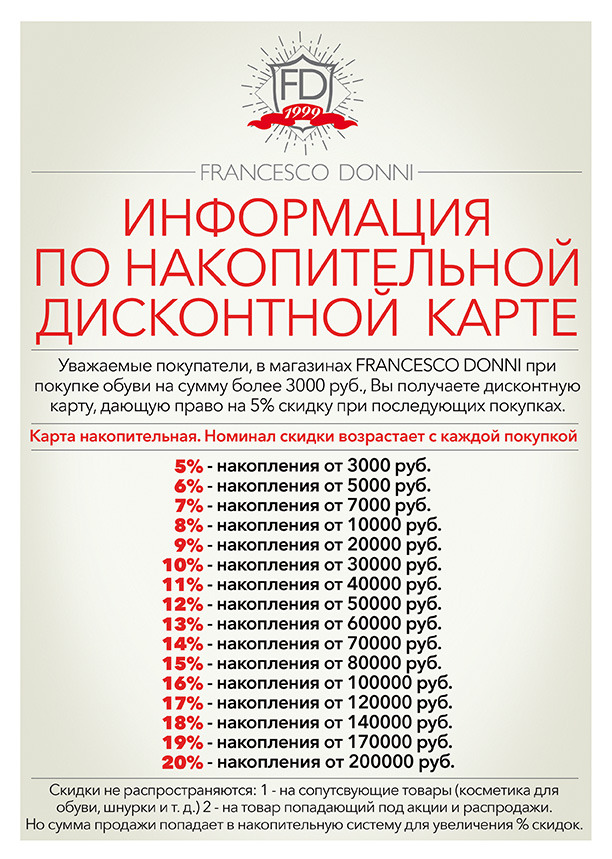 FD
1999
FRANCESCO DONNI
ИНФОРМАЦИЯ
ПО НАКОПИТЕЛЬНОЙ
ДИСКОНТНОЙ КАРТЕ
Уважаемые покупатели, в магазинах FRANCESCO DONNI при
покупке обуви на сумму более 3000 руб., Вы получаете дисконтную
карту, дающую право на 5% скидку при последующих покупках.
Карта накопительная. Номинал скидки возрастает с каждой покупкой
5% - накопления от 3000 руб.
6% - накопления от 5000 руб.
7% - накопления от 7000 руб.
8% - накопления от 10000 руб.
9% - накопления от 20000 руб.
10% - накопления от 30000 руб.
11% - накопления от 40000 руб.
12% - накопления от 50000 руб.
13% - накопления от 60000 руб.
14% - накопления от 70000 руб.
15% - накопления от 80000 руб.
16% - накопления от 100000 руб.
17% - накопления от 120000 руб.
18% - накопления от 140000 руб.
19% - накопления от 170000 руб.
20% - накопления от 200000 руб.
Скидки не распространяются: 1 - на сопутсвующие товары (косметика для
обуви, шнурки и т. д.) 2 - на товар попадающий под акции и распродажи.
Но сумма продажи попадает в накопительную систему для увеличения % скидок.